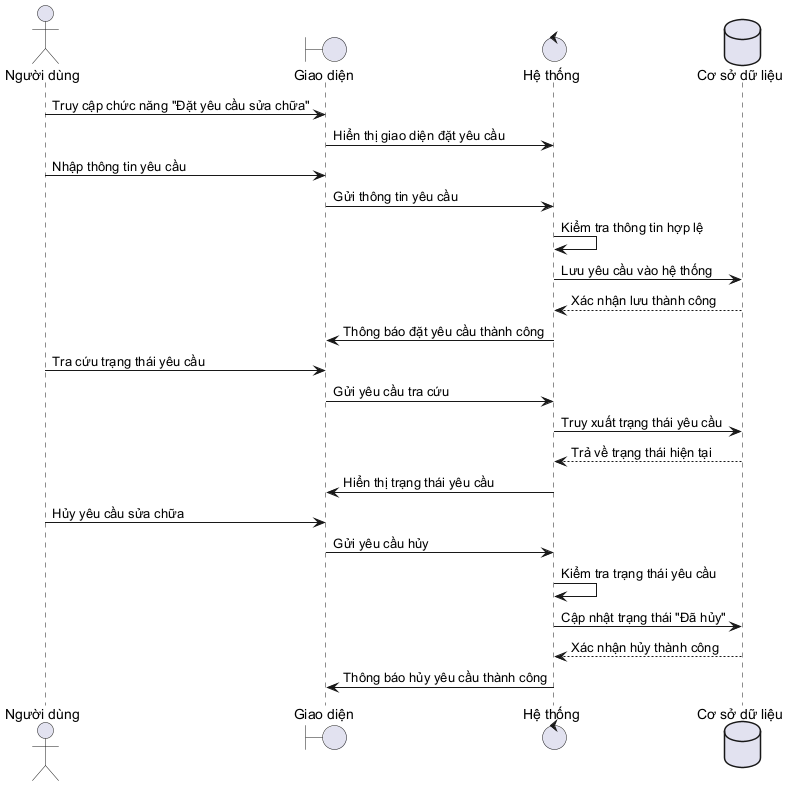 Người dùng
Giao diện
Hệ thống
Cơ sở dữ liệu
Truy cập chức năng "Đặt yêu cầu sửa chữa"
Hiển thị giao diện đặt yêu cầu
Nhập thông tin yêu cầu
Gửi thông tin yêu cầu
Kiểm tra thông tin hợp lệ
Lưu yêu cầu vào hệ thống
Xác nhận lưu thành công
Thông báo đặt yêu cầu thành công
Tra cứu trạng thái yêu cầu
Gửi yêu cầu tra cứu
Truy xuất trạng thái yêu cầu
Trả về trạng thái hiện tại
Hiển thị trạng thái yêu cầu
Hủy yêu cầu sửa chữa
Gửi yêu cầu hủy
Kiểm tra trạng thái yêu cầu
Cập nhật trạng thái "Đã hủy"
Xác nhận hủy thành công
Thông báo hủy yêu cầu thành công
Người dùng
Giao diện
Hệ thống
Cơ sở dữ liệu